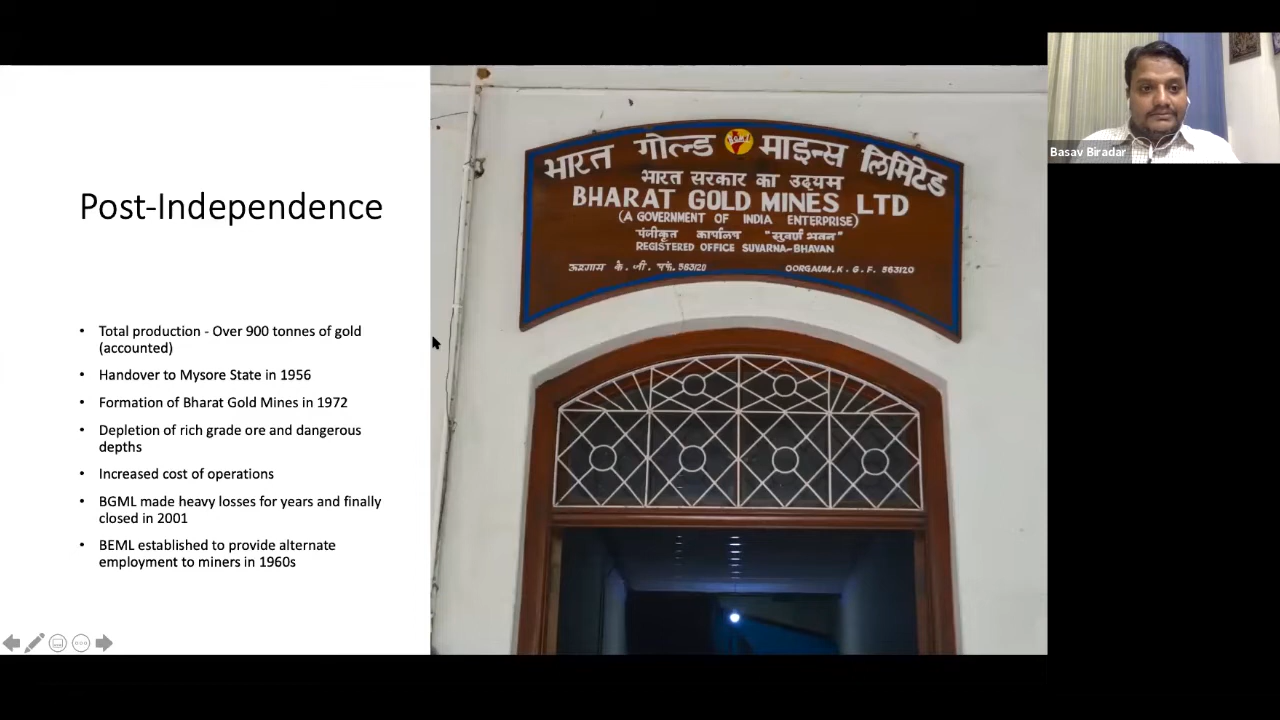 Post-Independence
• Total production - Over 900 tonnes of gold
(accounted)
• Handover to Mysore State in 1956
• Formation of Bharat Gold Mines in 1972
• Depletion of rich grade ore and dangerous
depths
• Increased cost of operations
• BGML made heavy losses for years and finally
closed in 2001
• BEML established to provide alternate
employment to miners in 1960s
भारत गोल्ड BGML माइन्स लिमिटेड
भारत सरकार का उद्यम
BHARAT GOLD MINES LTD
(A GOVERNMENT OF INDIA ENTERPRISE)
पंजीकृत कार्यालय "सुवर्ण भवन"
REGISTERED OFFICE SUVARNA-BHAVAN
ऊरगाम के. जी. एफ. 563120 OORGAUM. K. G. F. 563120
Basav Biradar